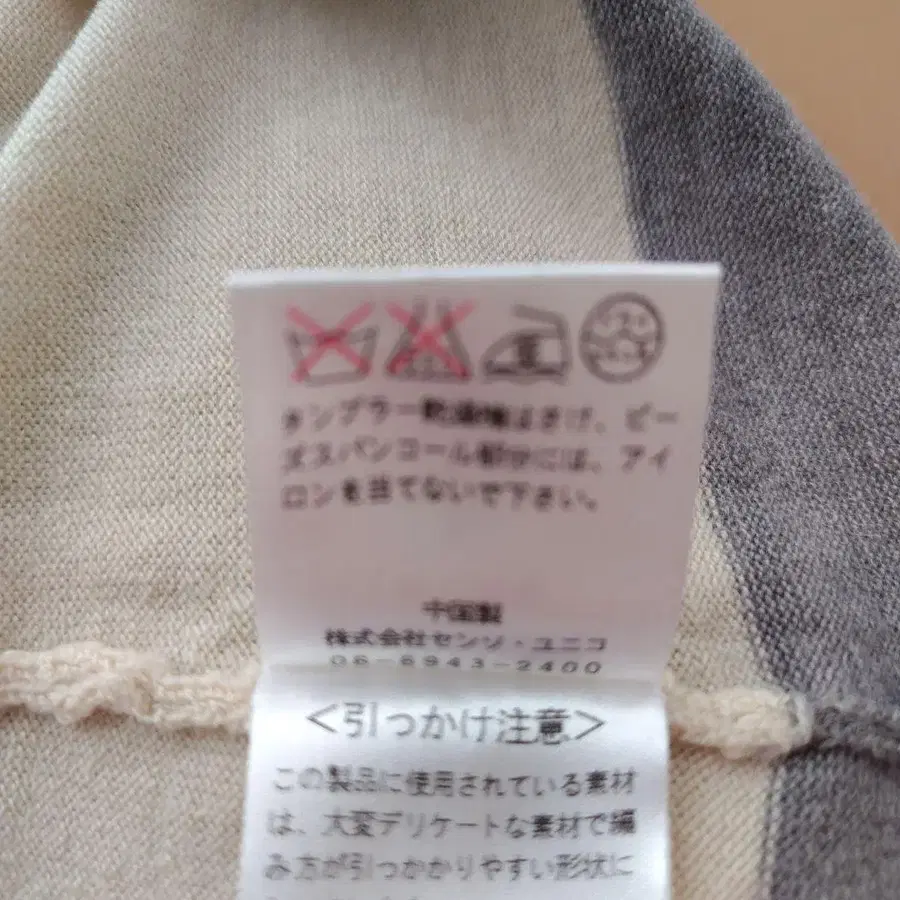 タンブラー乾燥機はさけ、ビー
ズスパンコール部分には、アイ
ロンを当てないで下さい。
中国製
株式会社センソ・ユニコ
06-6943-2400
＜引っかけ注意＞
この製品に使用されている素材
は、大変デリケートな素材で編
み方が引っかかりやすい形状に